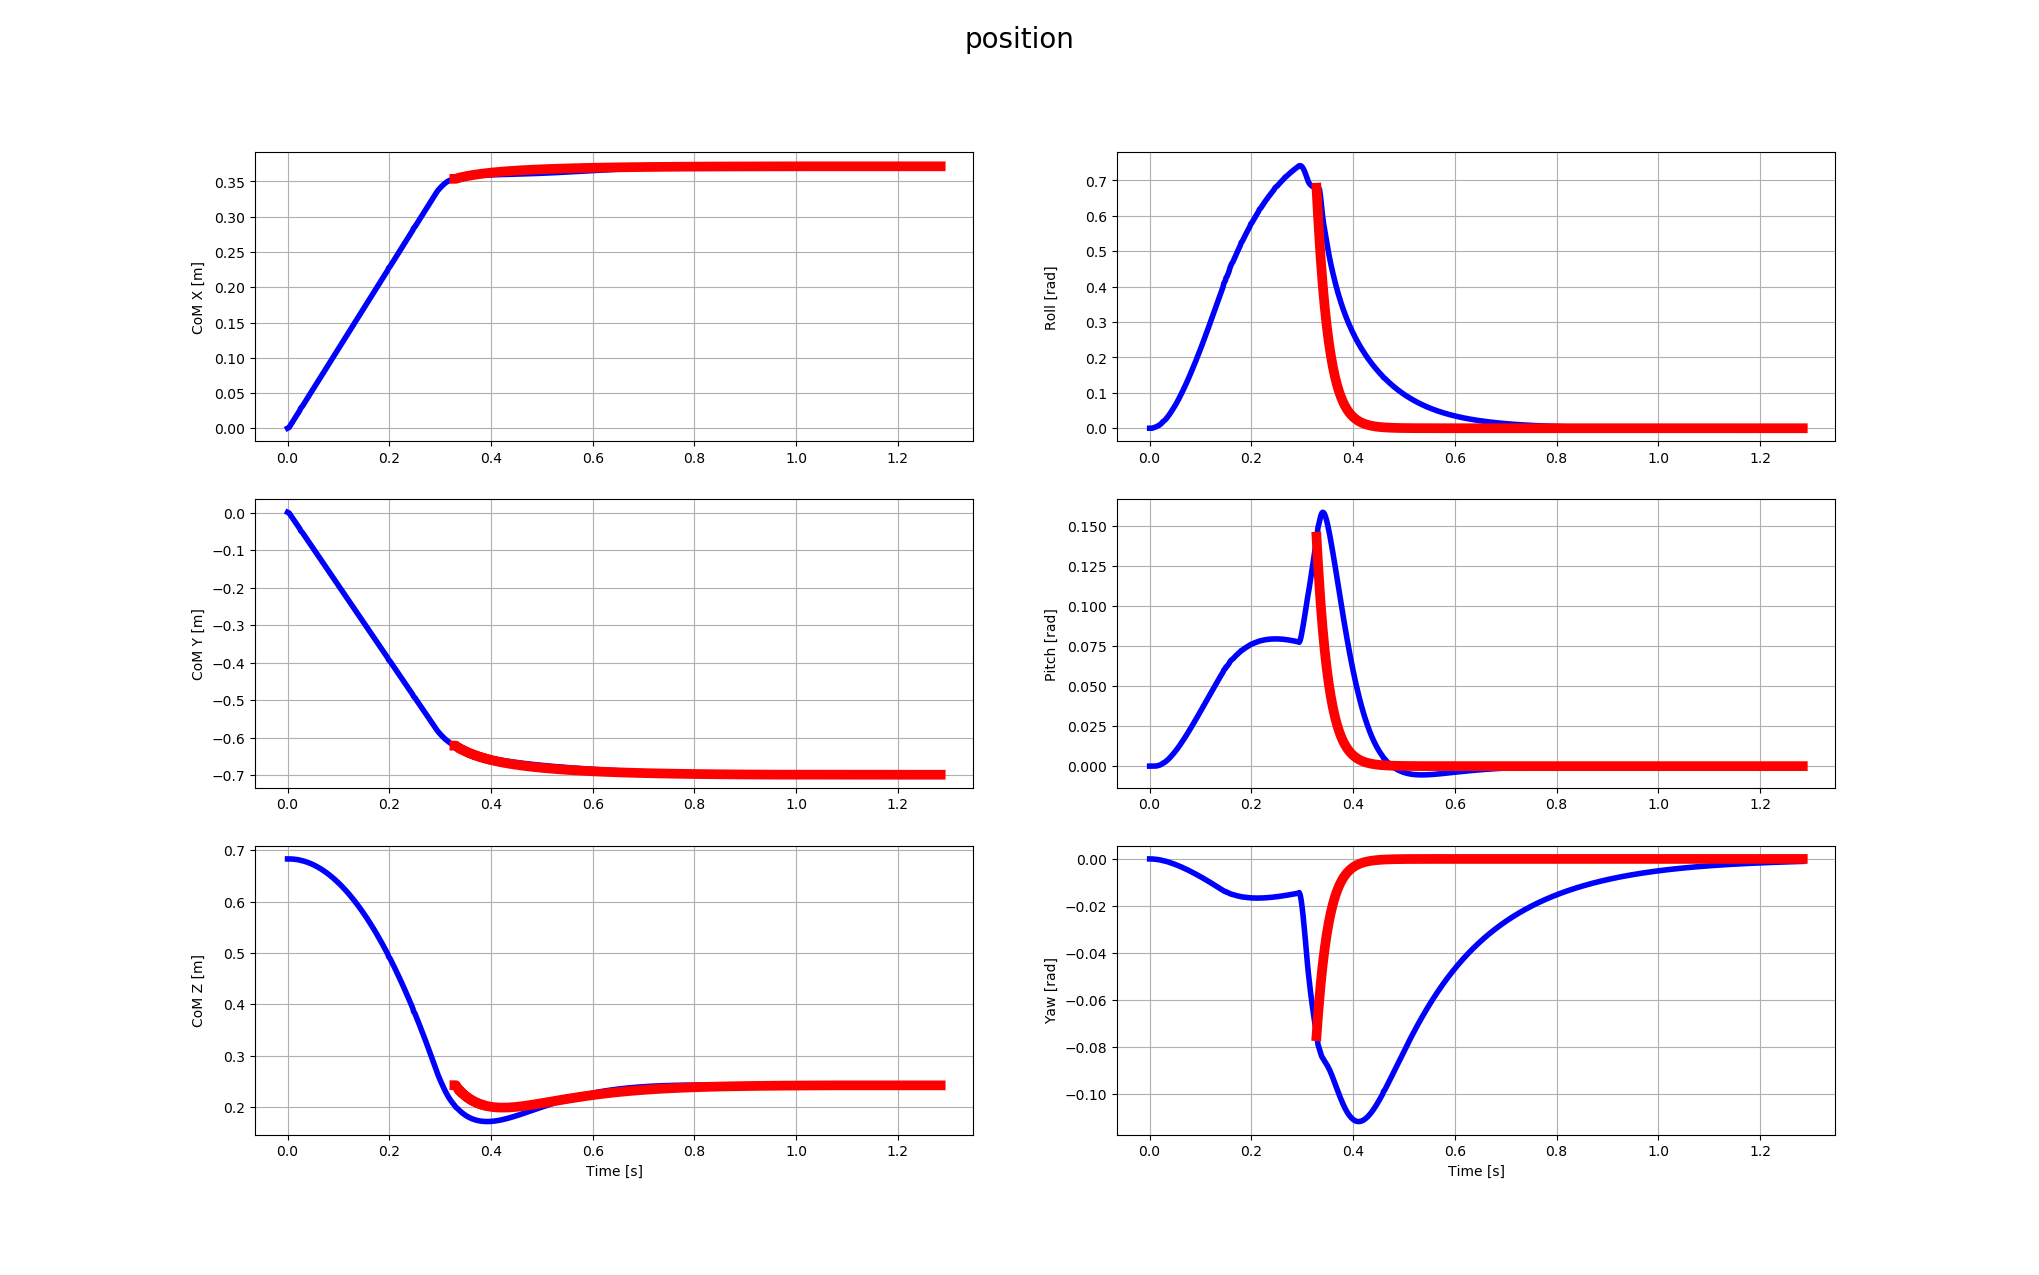 position
CoM X [m]
0.35
0.30
0.25
0.20
0.15
0.10
0.05
0.00
0.0 0.2 0.4 0.6 0.8 1.0 1.2
Roll [rad]
0.7
0.6
0.5
0.4
0.3
0.2
0.1
0.0
0.0 0.2 0.4 0.6 0.8 1.0 1.2
CoM Y [m]
0.0
−0.1
−0.2
−0.3
−0.4
−0.5
−0.6
−0.7
0.0 0.2 0.4 0.6 0.8 1.0 1.2
Pitch [rad]
0.150
0.125
0.100
0.075
0.050
0.025
0.000
0.0 0.2 0.4 0.6 0.8 1.0 1.2
CoM Z [m]
0.7
0.6
0.5
0.4
0.3
0.2
0.0 0.2 0.4 0.6 0.8 1.0 1.2
Time [s]
Yaw [rad]
0.00
−0.02
−0.04
−0.06
−0.08
−0.10
0.0 0.2 0.4 0.6 0.8 1.0 1.2
Time [s]